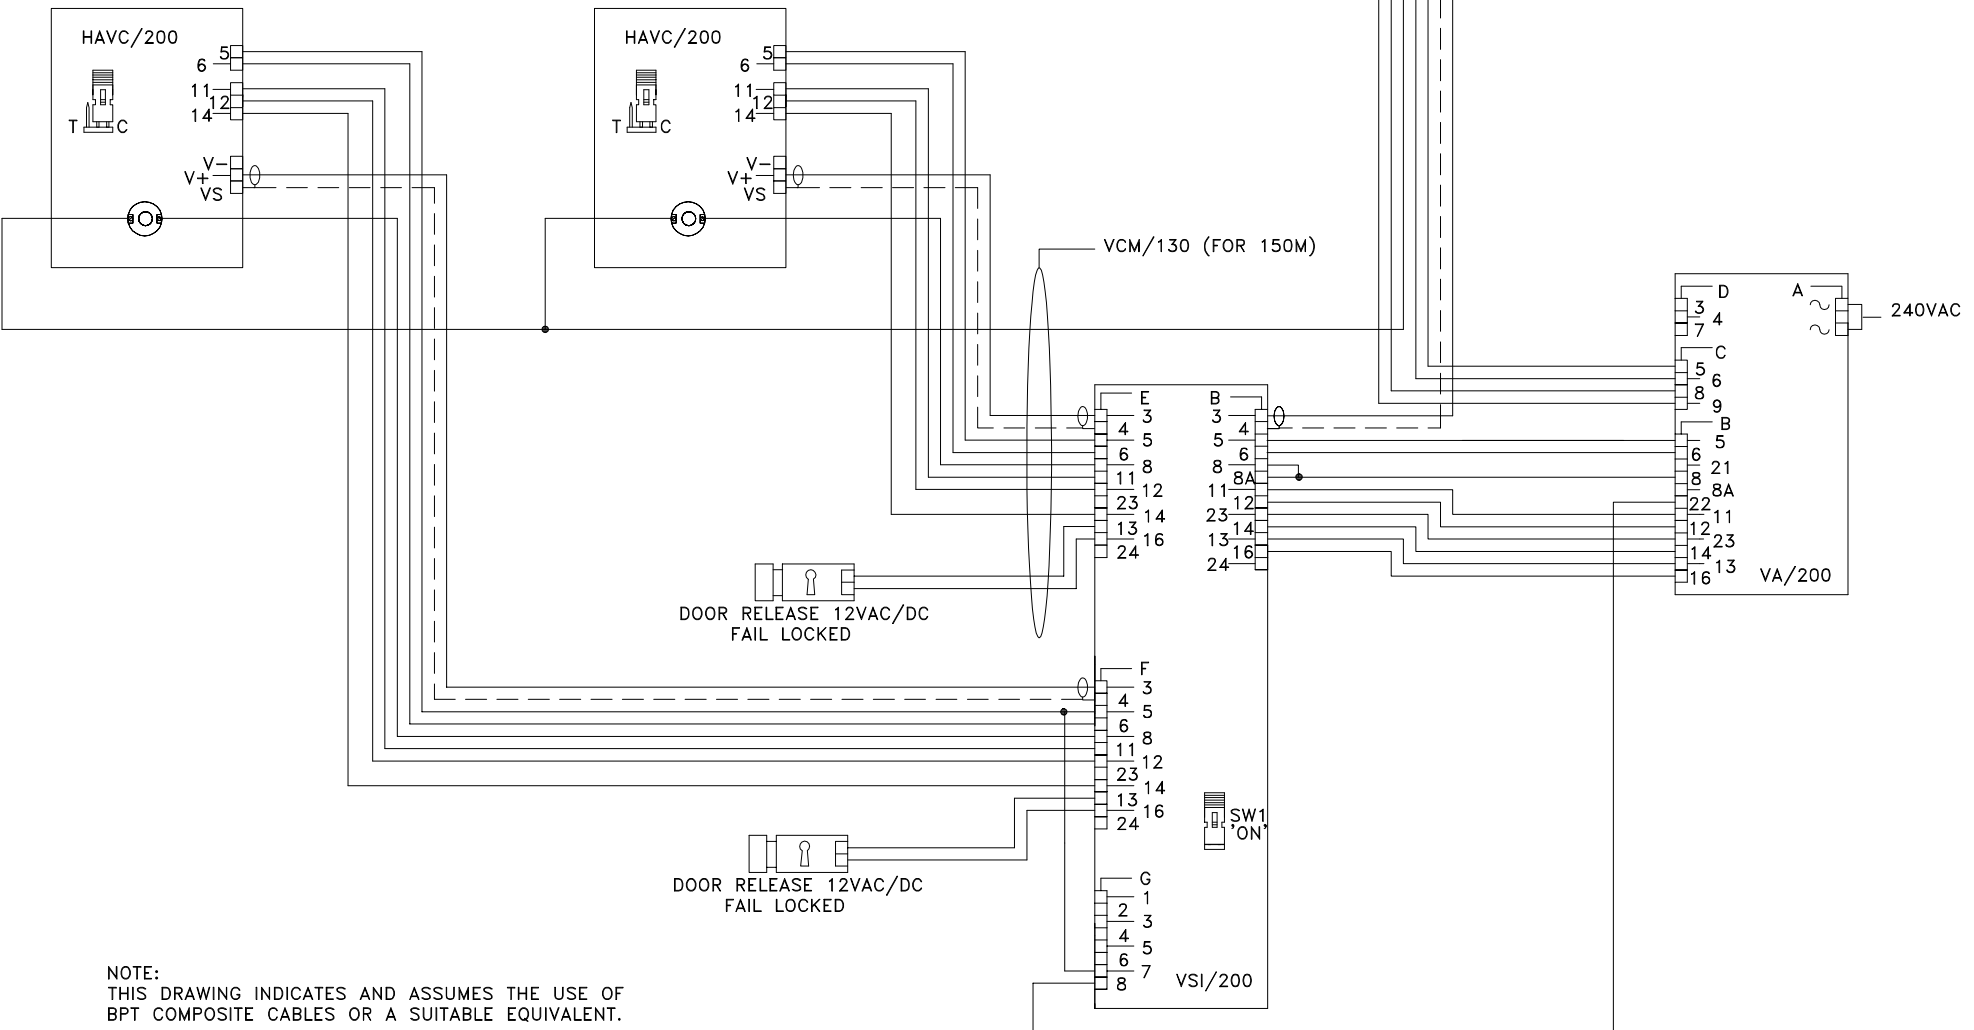 HAVC/200
5
6
11
12
14
T C
V-
V+
VS
HAVC/200
5
6
11
12
14
T C
V-
V+
VS
VCM/130 (FOR 150M)
E
3
4
5
6
8
11
12
23
14
13
16
24
B
3
4
5
6
8
8A
11
12
23
14
13
16
24
D
3
4
7
A
240VAC
C
5
6
8
9
B
5
6
21
8
8A
22
11
12
23
14
13
16
VA/200
DOOR RELEASE 12VAC/DC
FAIL LOCKED
F
3
4
5
6
8
11
12
23
14
13
16
24
SW1
'ON'
DOOR RELEASE 12VAC/DC
FAIL LOCKED
G
1
2
3
4
5
6
7
8
VSI/200
NOTE:
THIS DRAWING INDICATES AND ASSUMES THE USE OF
BPT COMPOSITE CABLES OR A SUITABLE EQUIVALENT.